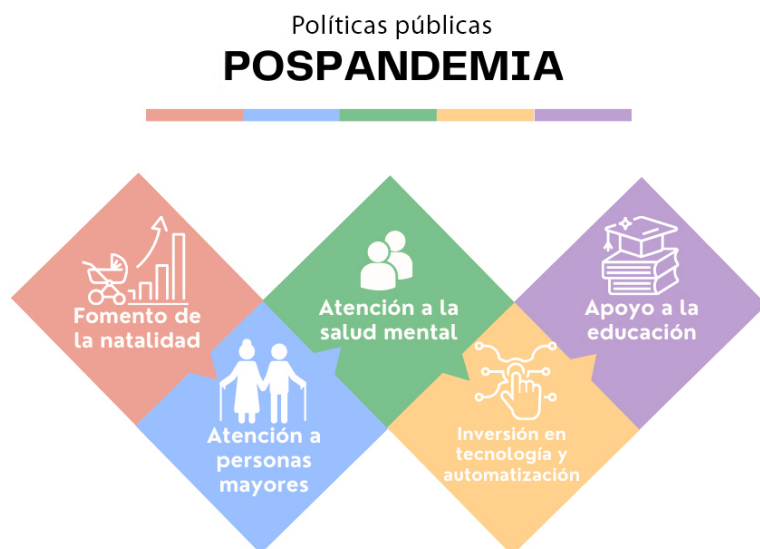 Políticas públicas
POSPANDEMIA
Fomento de
la natalidad
Atención a
personas
mayores
Atención a la
salud mental
Inversión en
tecnología y
automatización
Apoyo a la
educación